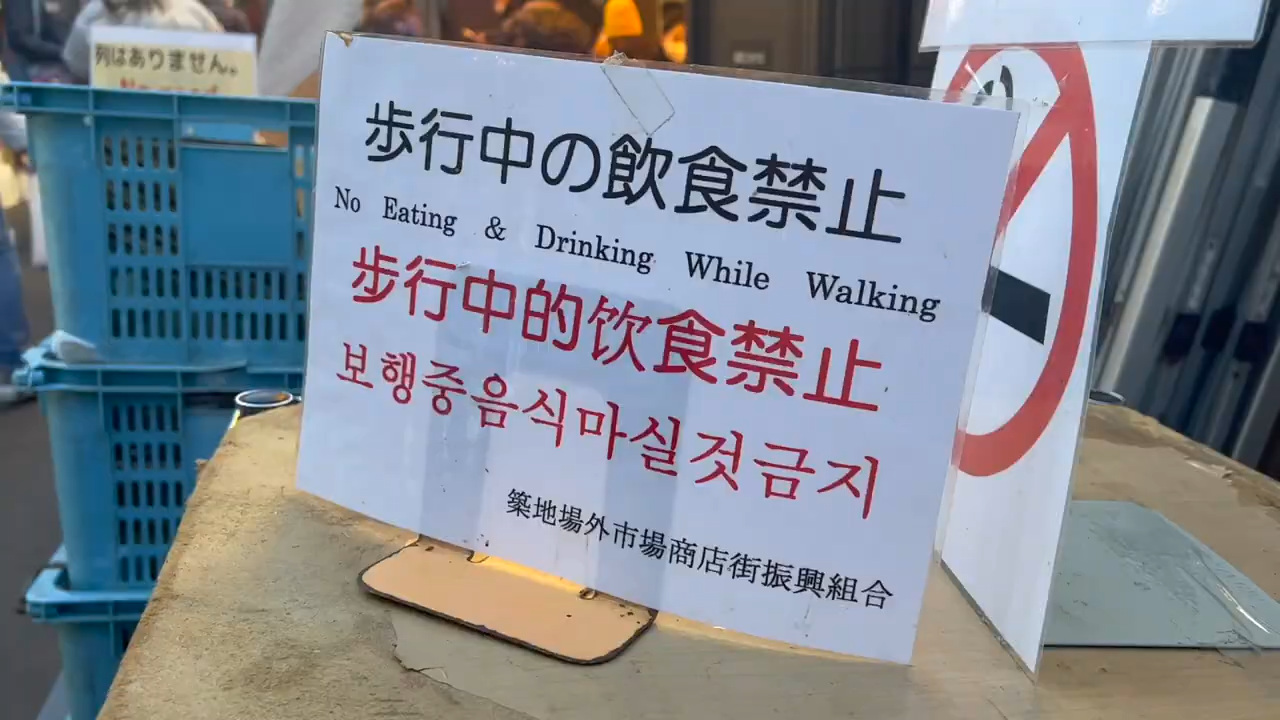 列はありません。
歩行中の飲食禁止
No Eating & Drinking While Walking
歩行中的饮食禁止
보행중음식마실것금지
築地場外市場商店街振興組合